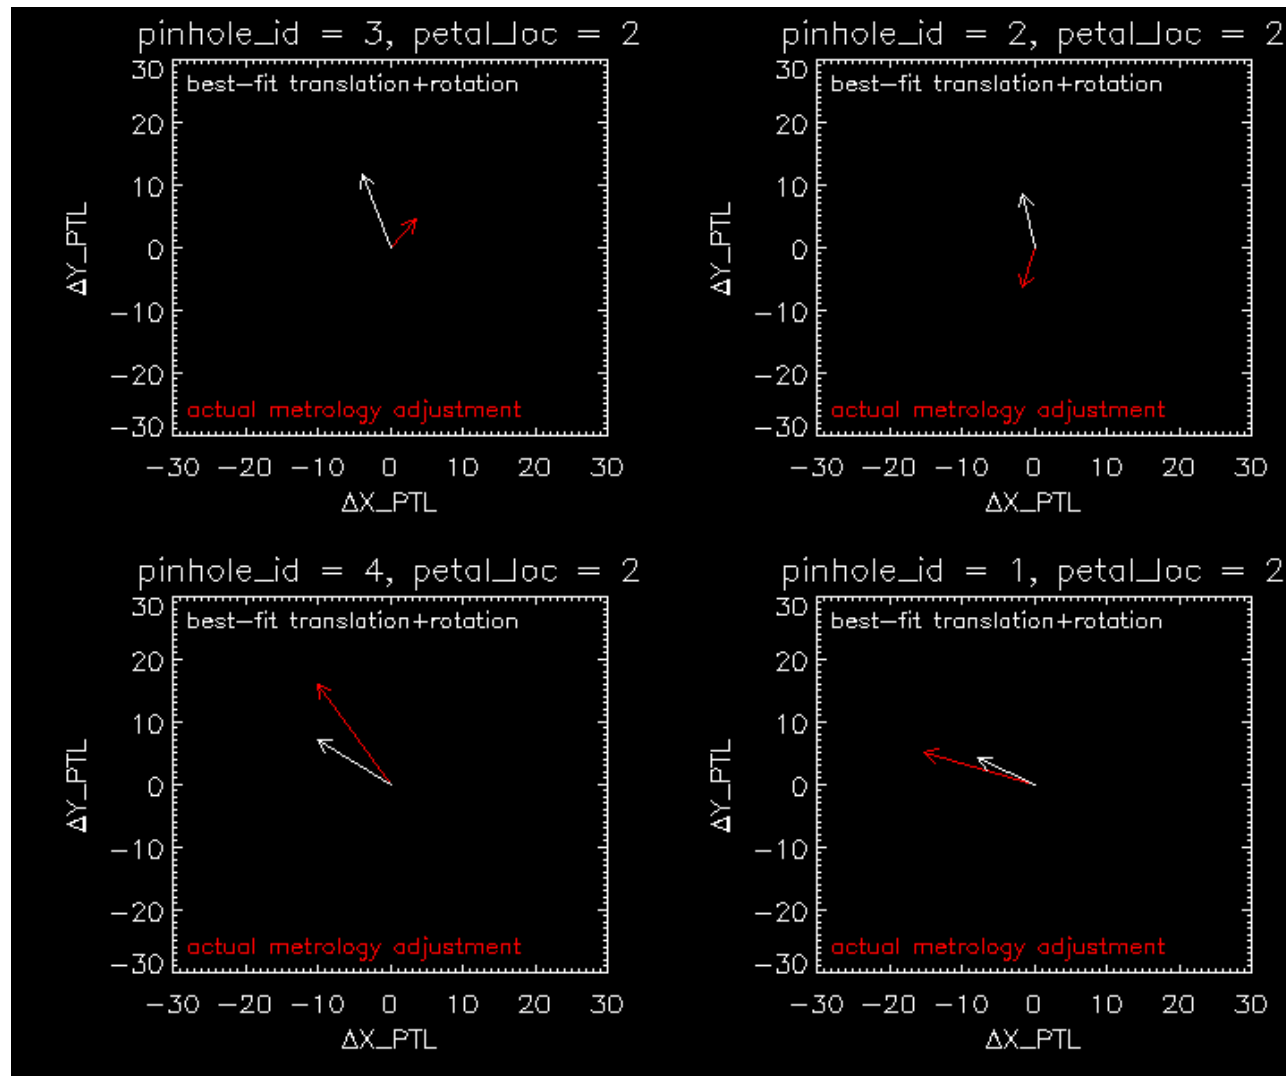 pinhole_id = 3, petal_loc = 2
30
best-fit translation+rotation
20
10
0
-10
-20
-30
actual metrology adjustment
ΔY_PTL
-30 -20 -10 0 10 20 30
ΔX_PTL
pinhole_id = 2, petal_loc = 2
30
best-fit translation+rotation
20
10
0
-10
-20
-30
actual metrology adjustment
ΔY_PTL
-30 -20 -10 0 10 20 30
ΔX_PTL
pinhole_id = 4, petal_loc = 2
30
best-fit translation+rotation
20
10
0
-10
-20
-30
actual metrology adjustment
ΔY_PTL
-30 -20 -10 0 10 20 30
ΔX_PTL
pinhole_id = 1, petal_loc = 2
30
best-fit translation+rotation
20
10
0
-10
-20
-30
actual metrology adjustment
ΔY_PTL
-30 -20 -10 0 10 20 30
ΔX_PTL